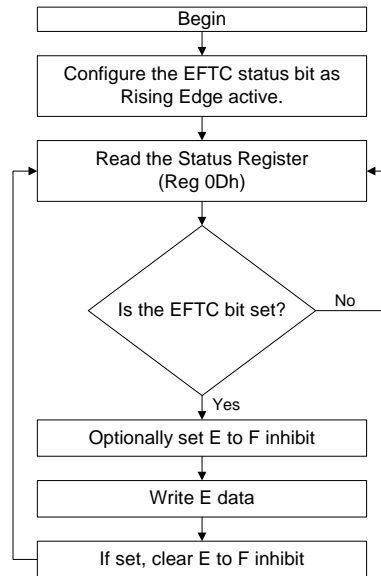 Begin
Configure the EFTC status bit as
Rising Edge active.
Read the Status Register
(Reg 0Dh)
Is the EFTC bit set?
No
Yes
Optionally set E to F inhibit
Write E data
If set, clear E to F inhibit